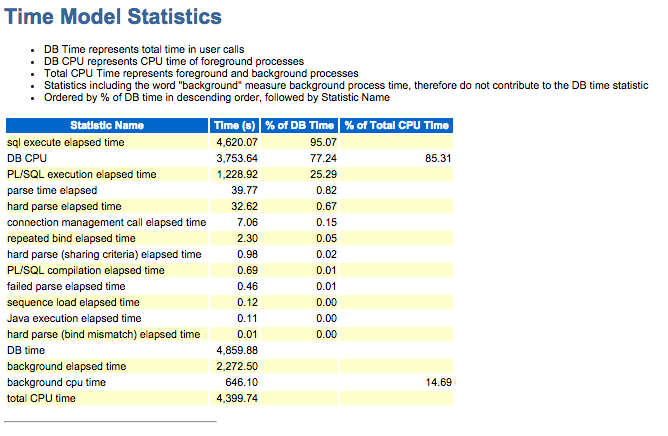 Time Model Statistics
• DB Time represents total time in user calls
• DB CPU represents CPU time of foreground processes
• Total CPU Time represents foreground and background processes
• Statistics including the word "background" measure background process time, therefore do not contribute to the DB time statistic
• Ordered by % of DB time in descending order, followed by Statistic Name
Statistic Name Time (s) % of DB Time % of Total CPU Time
sql execute elapsed time 4,620.07 95.07
DB CPU 3,753.64 77.24 85.31
PL/SQL execution elapsed time 1,228.92 25.29
parse time elapsed 39.77 0.82
hard parse elapsed time 32.62 0.67
connection management call elapsed time 7.06 0.15
repeated bind elapsed time 2.30 0.05
hard parse (sharing criteria) elapsed time 0.98 0.02
PL/SQL compilation elapsed time 0.69 0.01
failed parse elapsed time 0.46 0.01
sequence load elapsed time 0.12 0.00
Java execution elapsed time 0.11 0.00
hard parse (bind mismatch) elapsed time 0.01 0.00
DB time 4,859.88
background elapsed time 2,272.50
background cpu time 646.10 14.69
total CPU time 4,399.74